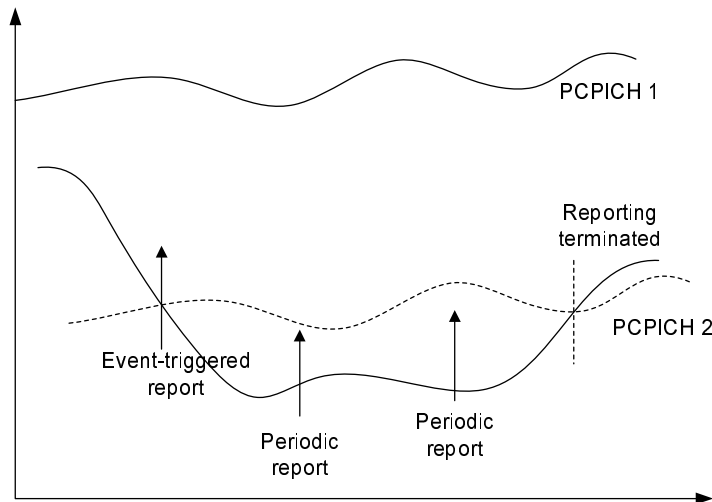 PCPICH 1
Reporting
terminated
PCPICH 2
Event-triggered
report
Periodic
report
Periodic
report